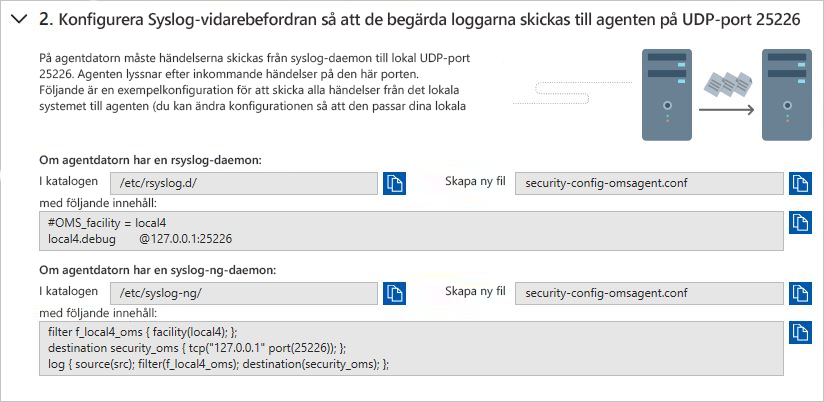 2. Konfigurera Syslog-vidarebefordran så att de begärda loggarna skickas till agenten på UDP-port 25226
På agentdatorn måste händelserna skickas från syslog-daemon till lokal UDP-port
25226. Agenten lyssnar efter inkommande händelser på den här porten.
Följande är en exempelkonfiguration för att skicka alla händelser från det lokala
systemet till agenten (du kan ändra konfigurationen så att den passar dina lokala
Om agentdatorn har en rsyslog-daemon:
I katalogen /etc/rsyslog.d/ Skapa ny fil security-config-omsagent.conf
med följande innehåll:
#OMS_facility = local4
local4.debug @127.0.0.1:25226
Om agentdatorn har en syslog-ng-daemon:
I katalogen /etc/syslog-ng/ Skapa ny fil security-config-omsagent.conf
med följande innehåll:
filter f_local4_oms { facility(local4); };
destination security_oms { tcp("127.0.0.1" port(25226)); };
log { source(src); filter(f_local4_oms); destination(security_oms); };